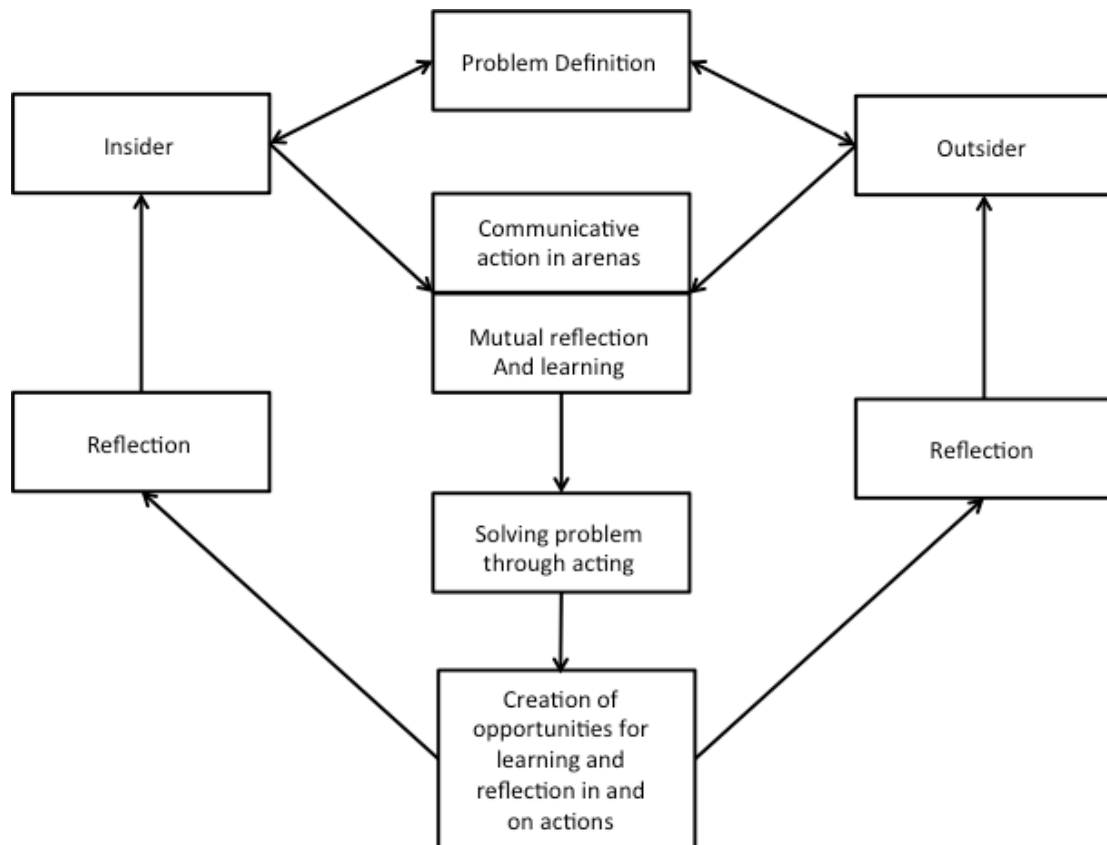 Problem Definition
Insider
Outsider
Communicative
action in arenas
Mutual reflection
And learning
Reflection
Reflection
Solving problem
through acting
Creation of
opportunities for
learning and
reflection in and
on actions